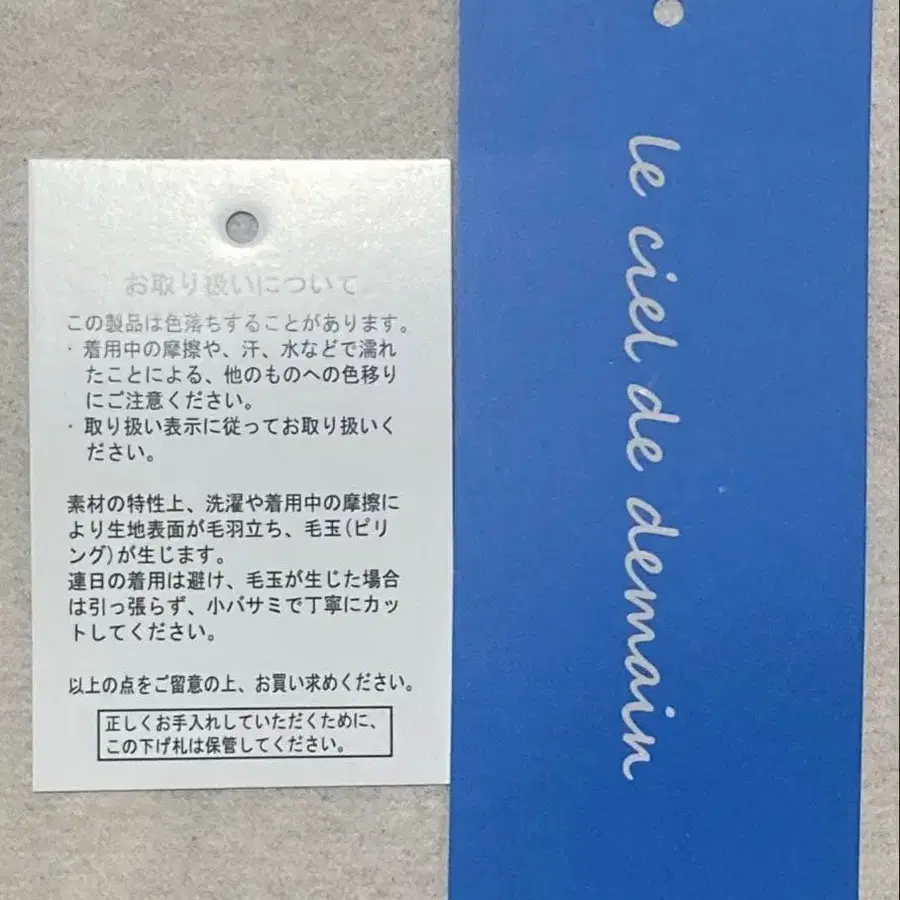 お取り扱いについて
この製品は色落ちすることがあります。
・着用中の摩擦や、汗、水などで濡れ
たことによる、他のものへの色移り
にご注意ください。
・取り扱い表示に従ってお取り扱いく
ださい。
素材の特性上、洗濯や着用中の摩擦に
より生地表面が毛羽立ち、毛玉(ピリ
ング)が生じます。
連日の着用は避け、毛玉が生じた場合
は引っ張らず、小バサミで丁寧にカッ
トしてください。
以上の点をご留意の上、お買い求めください。
正しくお手入れしていただくために、
この下げ札は保管してください。
le ciel de demain